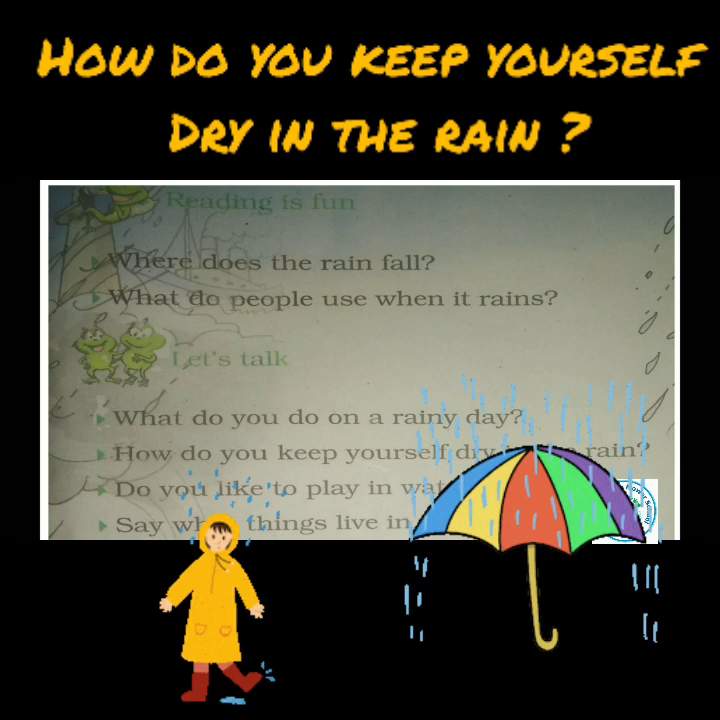 How do you keep yourself
Dry in the rain ?
Reading is fun
Where does the rain fall?
What do people use when it rains?
Let's talk
What do you do on a rainy day?
How do you keep yourself dry rain?
Do you like to play in
Say things live in